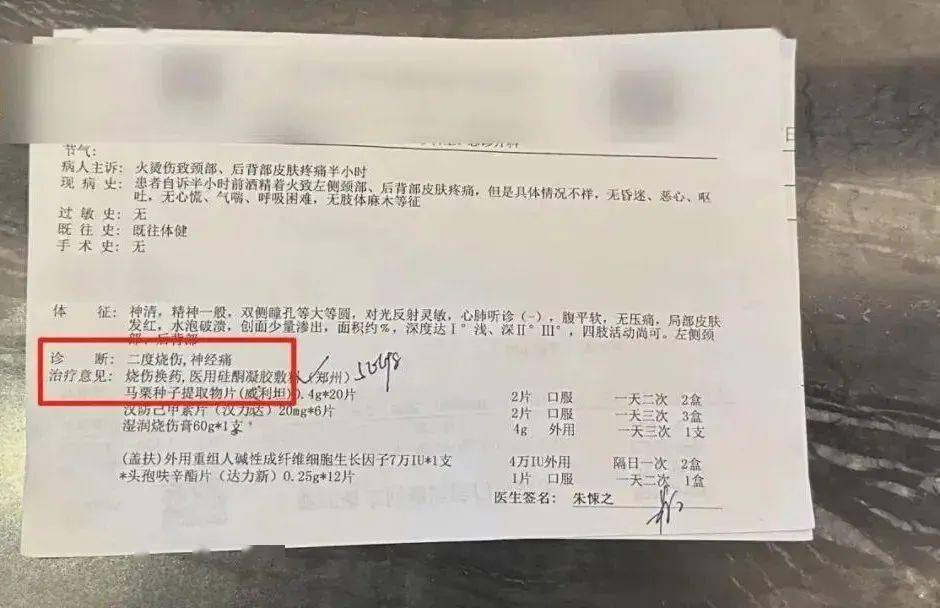 节气:
病人主诉: 火烫伤致颈部、后背部皮肤疼痛半小时
现 病 史: 患者自诉半小时前酒精着火致左侧颈部、后背部皮肤疼痛，但是具体情况不祥，无昏迷、恶心、呕
吐，无心慌、气喘、呼吸困难，无肢体麻木等征
过 敏 史: 无
既 往 史: 既往体健
手 术 史: 无
体 征: 神清，精神一般，双侧瞳孔等大等圆，对光反射灵敏，心肺听诊（-），腹平软，无压痛，局部皮肤
发红，水泡破溃，创面少量渗出，面积约％，深度达Ⅰ°浅、深Ⅱ°Ⅲ°，四肢活动尚可。左侧颈
部、后背部
诊 断: 二度烧伤,神经痛
治疗意见: 烧伤换药,医用硅酮凝胶敷料（郑州）
马栗种子提取物片(威利坦)0.4g*20片 2片 口服 一天二次 2盒
汉防己甲素片（汉力达）20mg*6片 2片 口服 一天三次 3盒
湿润烧伤膏60g*1支 4g 外用 一天三次 1支
(盖扶)外用重组人碱性成纤维细胞生长因子7万IU*1支 4万IU外用 隔日一次 2盒
*头孢呋辛酯片（达力新）0.25g*12片 1片 口服 一天二次 1盒
医生签名: 朱悚之